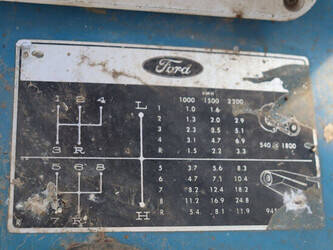 Ford
1 2 4 L
3 R
5 6 8
7 R H
1000 1500 2200
1 1.0 1.6
2 1.3 2.0 2.9
3 2.3 3.5 5.1
4 3.1 4.7 6.9
R 1.5 2.2 3.3
540 1800
5 3.7 5.6 8.3
6 4.7 7.1 10.4
7 8.2 12.4 18.2
8 11.2 16.9 24.8
R 5.4 8.1 11.9